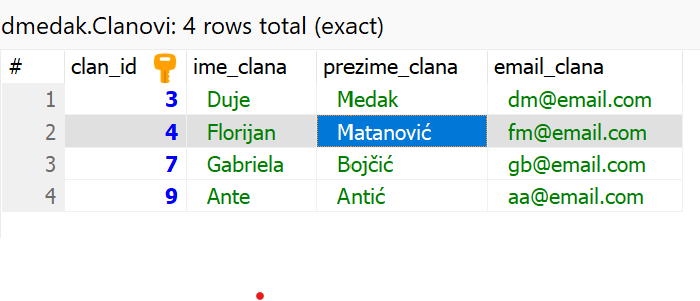 dmedak.Clanovi: 4 rows total (exact)
# clan_id ime_clana prezime_clana email_clana
1 3 Duje Medak dm@email.com
2 4 Florijan Matanović fm@email.com
3 7 Gabriela Bojčić gb@email.com
4 9 Ante Antić aa@email.com